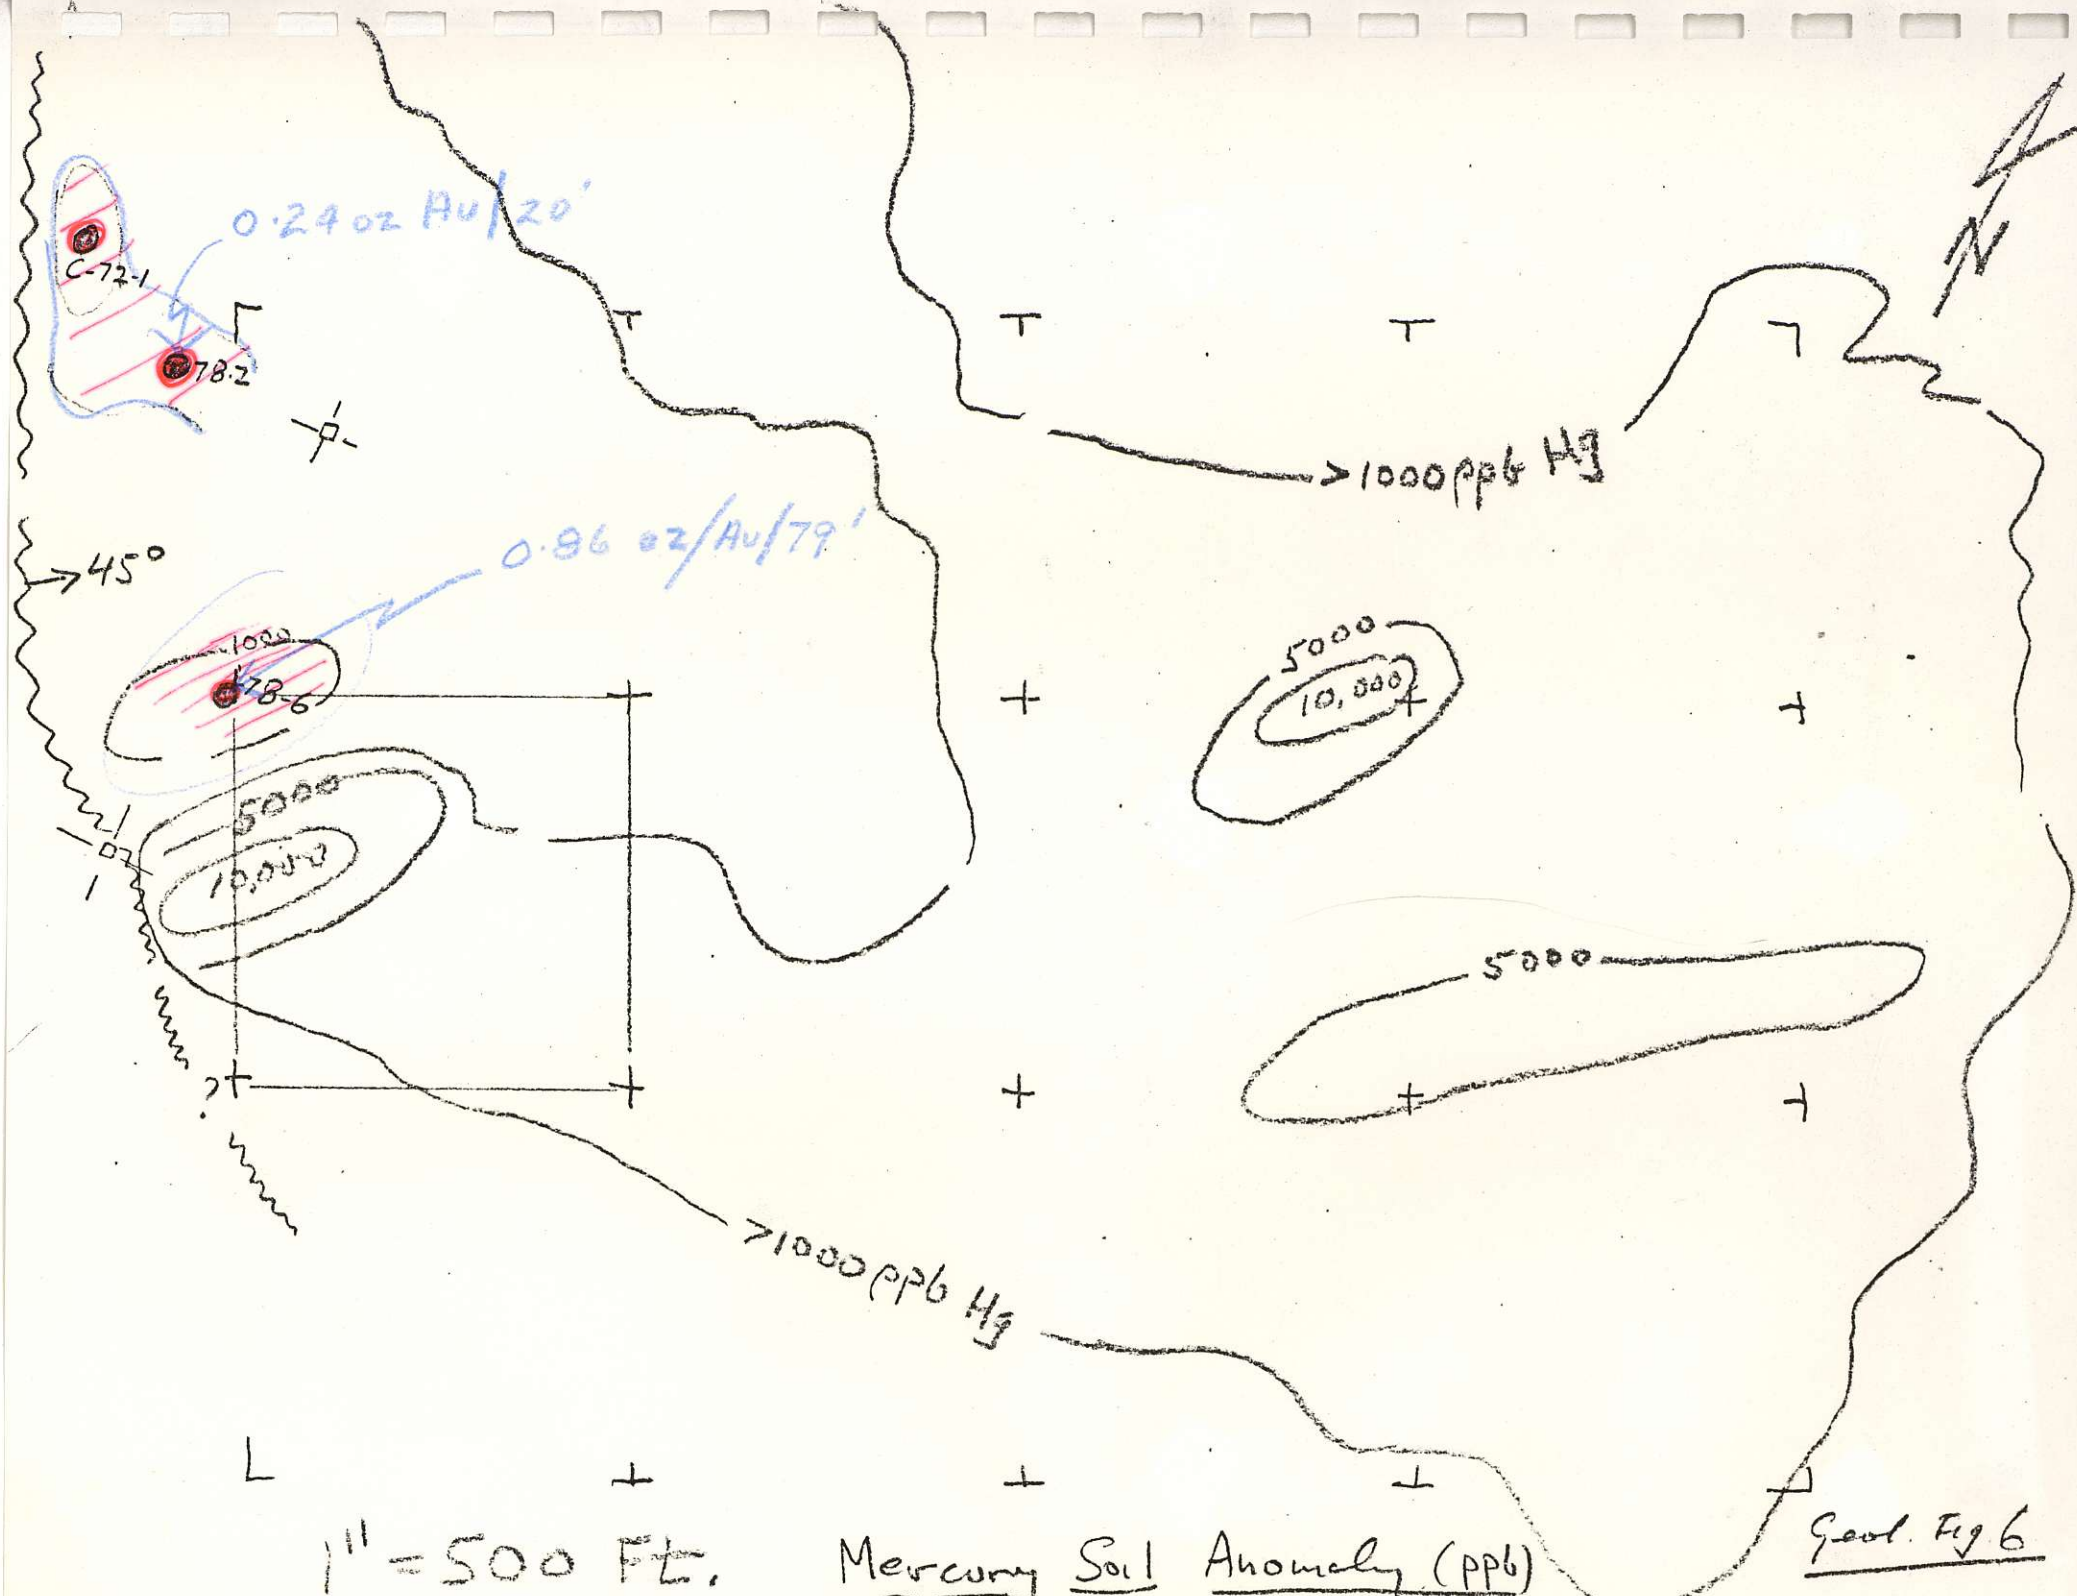 0.24 oz Au/20'
C-72-1
78-2
N
>1000 ppb Hg
0.86 oz/Au/79'
45°
1000
78-6
5000
10,000
5000
10,000
5000
?
>1000 ppb Hg
1" = 500 Ft.
Mercury Soil Anomaly (ppb)
Geol. Fig. 6